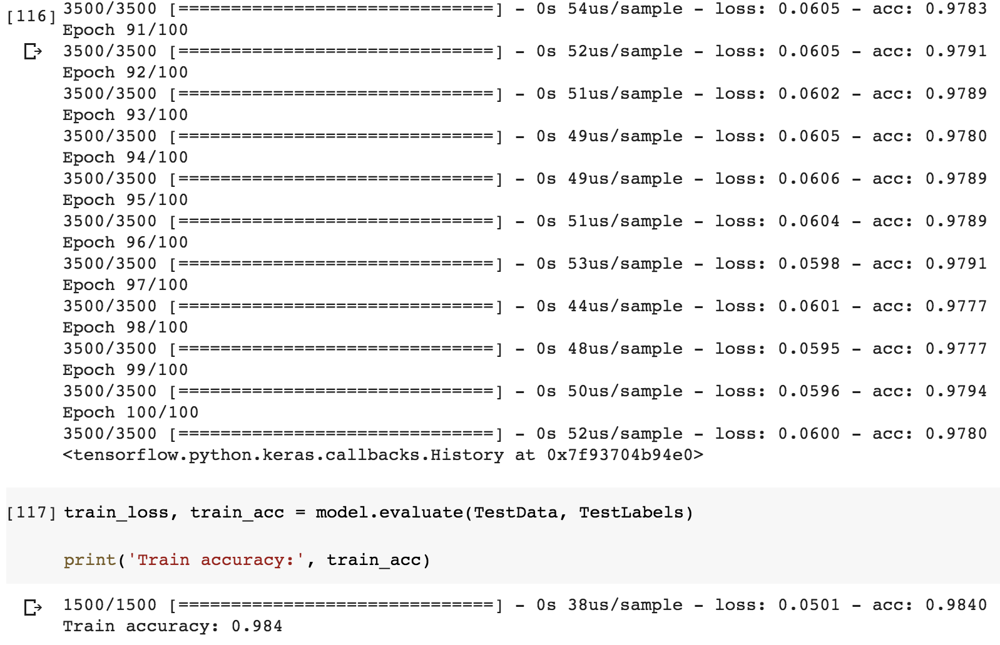 [116] 3500/3500 [==============================] - 0s 54us/sample - loss: 0.0605 - acc: 0.9783
Epoch 91/100
3500/3500 [==============================] - 0s 52us/sample - loss: 0.0605 - acc: 0.9791
Epoch 92/100
3500/3500 [==============================] - 0s 51us/sample - loss: 0.0602 - acc: 0.9789
Epoch 93/100
3500/3500 [==============================] - 0s 49us/sample - loss: 0.0605 - acc: 0.9780
Epoch 94/100
3500/3500 [==============================] - 0s 49us/sample - loss: 0.0606 - acc: 0.9789
Epoch 95/100
3500/3500 [==============================] - 0s 51us/sample - loss: 0.0604 - acc: 0.9789
Epoch 96/100
3500/3500 [==============================] - 0s 53us/sample - loss: 0.0598 - acc: 0.9791
Epoch 97/100
3500/3500 [==============================] - 0s 44us/sample - loss: 0.0601 - acc: 0.9777
Epoch 98/100
3500/3500 [==============================] - 0s 48us/sample - loss: 0.0595 - acc: 0.9777
Epoch 99/100
3500/3500 [==============================] - 0s 50us/sample - loss: 0.0596 - acc: 0.9794
Epoch 100/100
3500/3500 [==============================] - 0s 52us/sample - loss: 0.0600 - acc: 0.9780
<tensorflow.python.keras.callbacks.History at 0x7f93704b94e0>
[117] train_loss, train_acc = model.evaluate(TestData, TestLabels)
print('Train accuracy:', train_acc)
1500/1500 [==============================] - 0s 38us/sample - loss: 0.0501 - acc: 0.9840
Train accuracy: 0.984